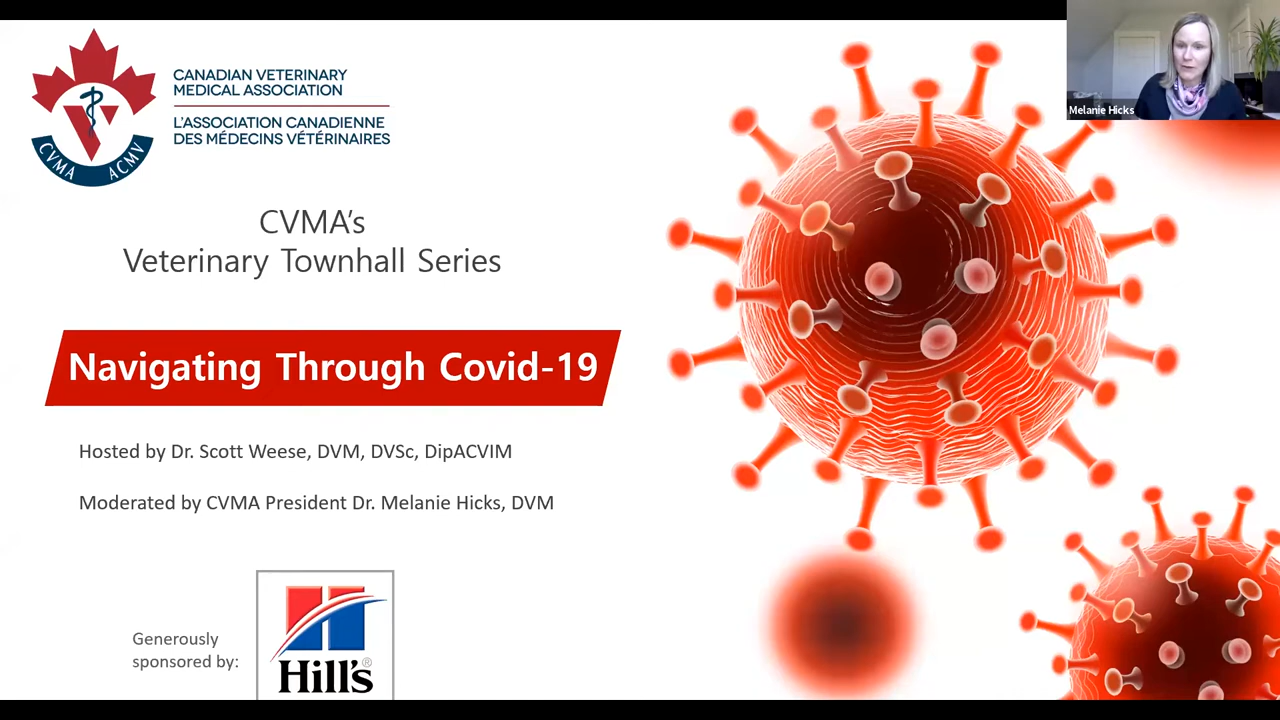 CANADIAN VETERINARY
MEDICAL ASSOCIATION
L'ASSOCIATION CANADIENNE
DES MÉDECINS VÉTÉRINAIRES
CVMA ACMV
Melanie Hicks
CVMA's
Veterinary Townhall Series
Navigating Through Covid-19
Hosted by Dr. Scott Weese, DVM, DVSc, DipACVIM
Moderated by CVMA President Dr. Melanie Hicks, DVM
Generously
sponsored by:
Hill's®